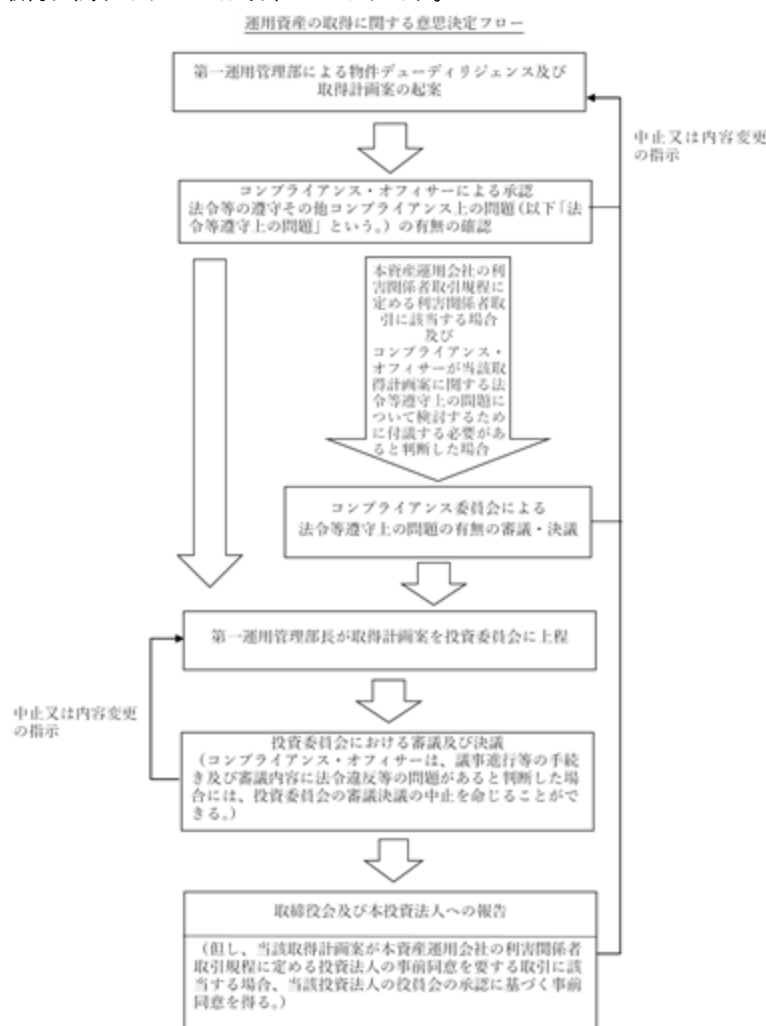 運用資産の取得に関する意思決定フロー
第一運用管理部による物件デューディリジェンス及び
取得計画案の起案
中止又は内容変更
の指示
コンプライアンス・オフィサーによる承認
法令等の遵守その他コンプライアンス上の問題（以下「法
令等遵守上の問題」という。）の有無の確認
本資産運用会社の利
害関係者取引規程に
定める利害関係者取
引に該当する場合
及び
コンプライアンス・
オフィサーが当該取
得計画案に関する法
令等遵守上の問題に
ついて検討するため
に付議する必要があ
ると判断した場合
コンプライアンス委員会による
法令等遵守上の問題の有無の審議・決議
第一運用管理部長が取得計画案を投資委員会に上程
中止又は内容変更
の指示
投資委員会における審議及び決議
（コンプライアンス・オフィサーは、議事進行等の手続
き及び審議内容に法令違反等の問題があると判断した場
合には、投資委員会の審議決議の中止を命じることがで
きる。）
取締役会及び本投資法人への報告
（但し、当該取得計画案が本資産運用会社の利害関係者
取引規程に定める投資法人の事前同意を要する取引に該
当する場合、当該投資法人の役員会の承認に基づく事前
同意を得る。）